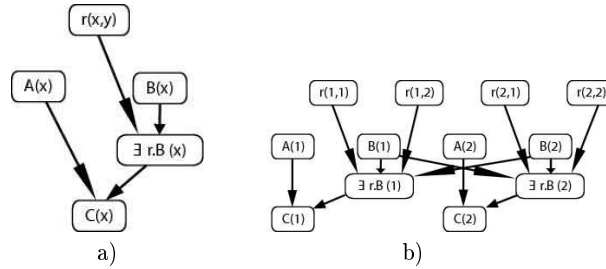 r(x,y)
A(x)
B(x)
∃ r.B (x)
C(x)
a)
r(1,1)
r(1,2)
r(2,1)
r(2,2)
A(1)
B(1)
A(2)
B(2)
∃ r.B (1)
∃ r.B (2)
C(1)
C(2)
b)